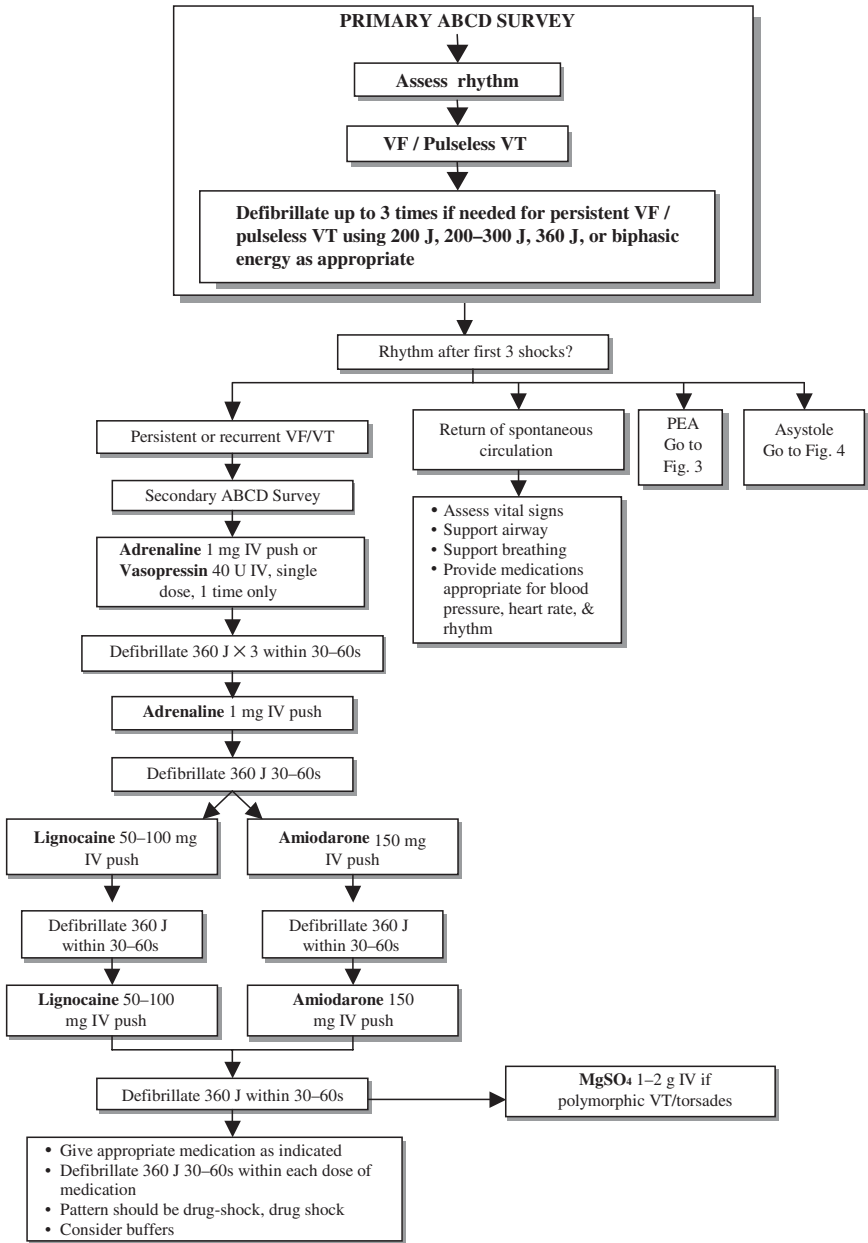 PRIMARY ABCD SURVEY
Assess rhythm
VF / Pulseless VT
Defibrillate up to 3 times if needed for persistent VF /
pulseless VT using 200 J, 200–300 J, 360 J, or biphasic
energy as appropriate
Rhythm after first 3 shocks?
Persistent or recurrent VF/VT
Return of spontaneous
circulation
PEA
Go to
Fig. 3
Asystole
Go to Fig. 4
Secondary ABCD Survey
• Assess vital signs
• Support airway
• Support breathing
• Provide medications
appropriate for blood
pressure, heart rate, &
rhythm
Adrenaline 1 mg IV push or
Vasopressin 40 U IV, single
dose, 1 time only
Defibrillate 360 J × 3 within 30–60s
Adrenaline 1 mg IV push
Defibrillate 360 J 30–60s
Lignocaine 50–100 mg
IV push
Amiodarone 150 mg
IV push
Defibrillate 360 J
within 30–60s
Defibrillate 360 J
within 30–60s
Lignocaine 50–100
mg IV push
Amiodarone 150
mg IV push
Defibrillate 360 J within 30–60s
MgSO₄ 1–2 g IV if
polymorphic VT/torsades
• Give appropriate medication as indicated
• Defibrillate 360 J 30–60s within each dose of
medication
• Pattern should be drug-shock, drug shock
• Consider buffers